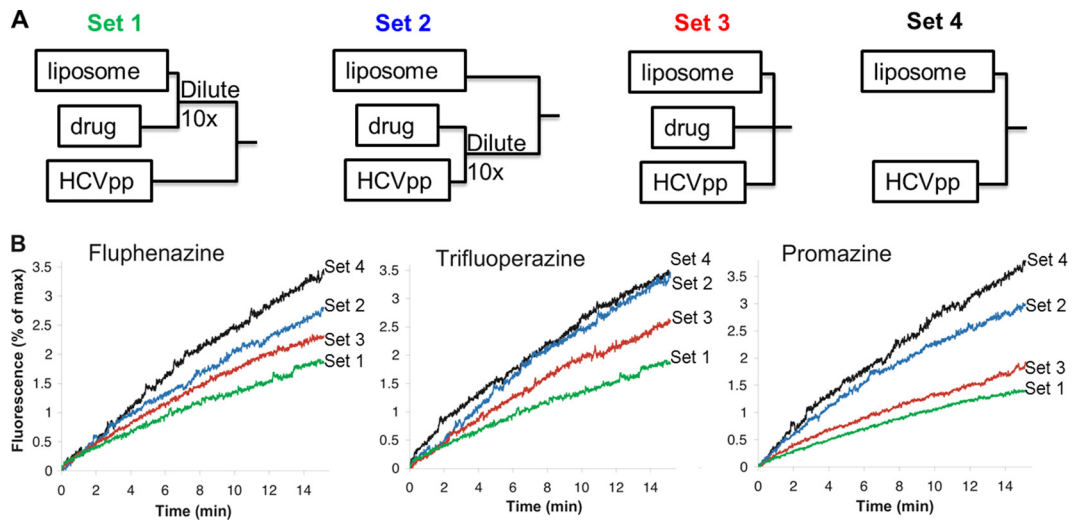 A
Set 1 Set 2 Set 3 Set 4
liposome liposome liposome liposome
Dilute
10x
drug drug drug
Dilute
10x
HCVpp HCVpp HCVpp HCVpp
B
Fluphenazine Trifluoperazine Promazine
Fluorescence (% of max)
3.5
3
2.5
2
1.5
1
0.5
0
Set 4
Set 2
Set 3
Set 1
0 2 4 6 8 10 12 14
Time (min)
3.5
3
2.5
2
1.5
1
0.5
0
Set 4
Set 2
Set 3
Set 1
0 2 4 6 8 10 12 14
Time (min)
3.5
3
2.5
2
1.5
1
0.5
0
Set 4
Set 2
Set 3
Set 1
0 2 4 6 8 10 12 14
Time (min)